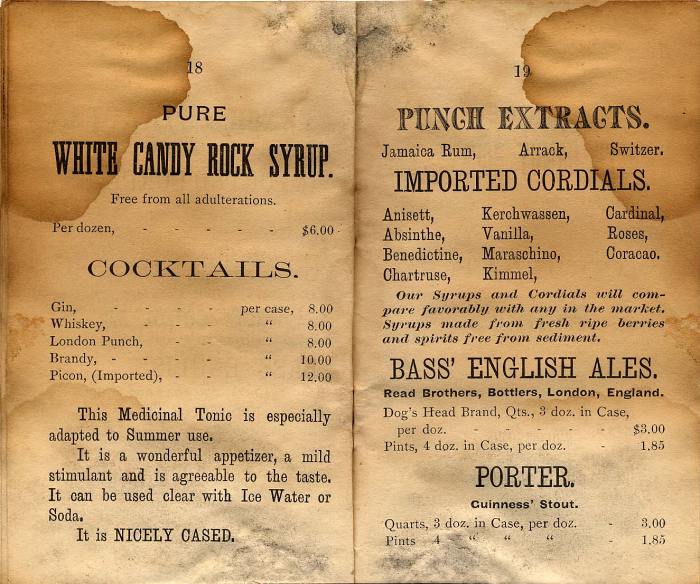 18
PURE
WHITE CANDY ROCK SYRUP.
Free from all adulterations.
Per dozen, - - - - - $6.00
COCKTAILS.
Gin, - - - - per case, 8.00
Whiskey, - - - “ 8.00
London Punch, - - “ 8.00
Brandy, - - - - “ 10.00
Picon, (Imported), - - “ 12.00
This Medicinal Tonic is especially
adapted to Summer use.
It is a wonderful appetizer, a mild
stimulant and is agreeable to the taste.
It can be used clear with Ice Water or
Soda.
It is NICELY CASED.
19
PUNCH EXTRACTS.
Jamaica Rum, Arrack, Switzer.
IMPORTED CORDIALS.
Anisett, Kerchwassen, Cardinal,
Absinthe, Vanilla, Roses,
Benedictine, Maraschino, Coracao.
Chartruse, Kimmel,
Our Syrups and Cordials will com-
pare favorably with any in the market.
Syrups made from fresh ripe berries
and spirits free from sediment.
BASS’ ENGLISH ALES.
Read Brothers, Bottlers, London, England.
Dog’s Head Brand, Qts., 3 doz. in Case,
per doz. - - - - - $3.00
Pints, 4 doz. in Case, per doz. - 1.85
PORTER.
Guinness’ Stout.
Quarts, 3 doz. in Case, per doz. - 3.00
Pints 4 “ “ “ - 1.85